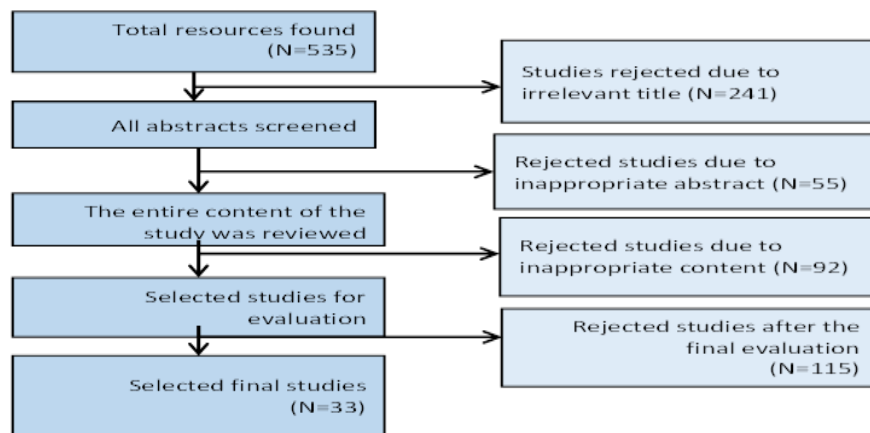 Total resources found
(N=535)
Studies rejected due to
irrelevant title (N=241)
All abstracts screened
Rejected studies due to
inappropriate abstract (N=55)
The entire content of the
study was reviewed
Rejected studies due to
inappropriate content (N=92)
Selected studies for
evaluation
Rejected studies after the
final evaluation
(N=115)
Selected final studies
(N=33)